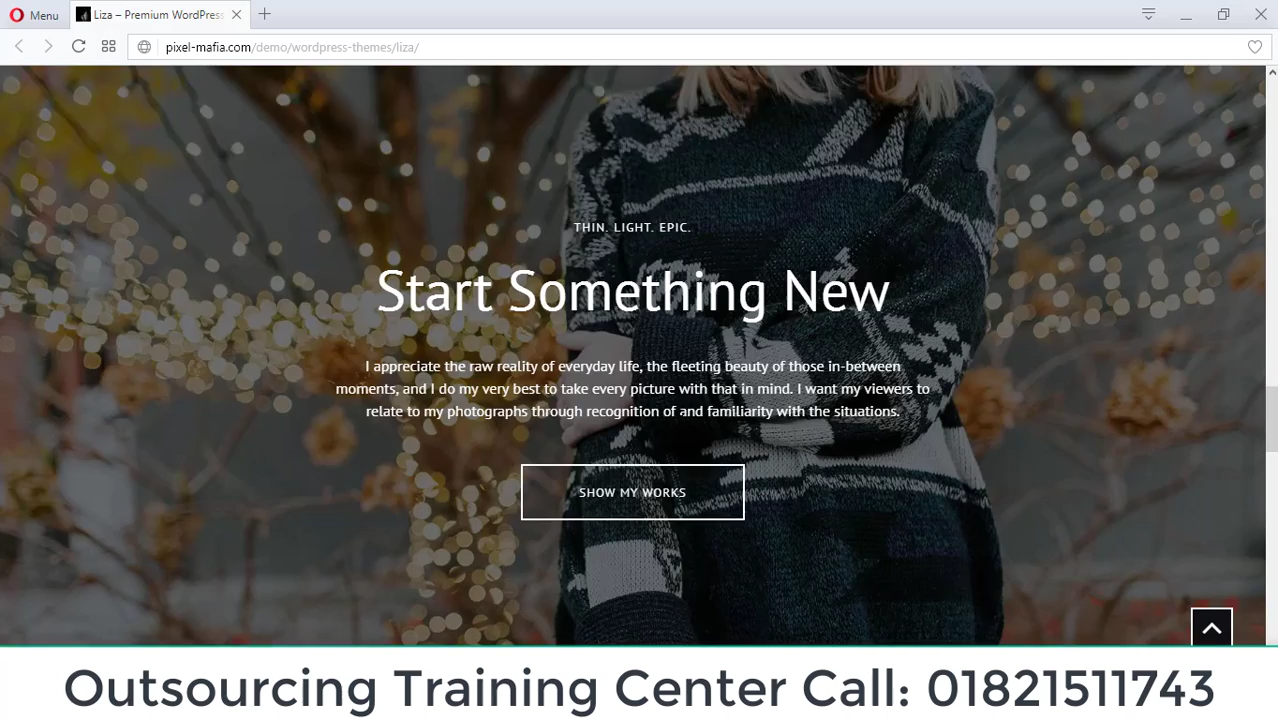 Menu
Liza – Premium WordPress
pixel-mafia.com/demo/wordpress-themes/liza/
THIN. LIGHT. EPIC.
Start Something New
I appreciate the raw reality of everyday life, the fleeting beauty of those in-between
moments, and I do my very best to take every picture with that in mind. I want my viewers to
relate to my photographs through recognition of and familiarity with the situations.
SHOW MY WORKS
Outsourcing Training Center Call: 01821511743